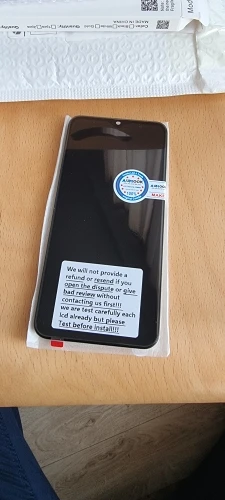 MADE IN CHINA
We will not provide a
refund or resend if you
open the dispute or give
bad review without
contacting us first!!!
we are test carefully each
lcd already but please
Test before install!!!!